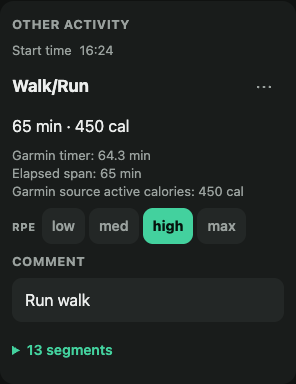 OTHER ACTIVITY
Start time 16:24
Walk/Run ...
65 min · 450 cal
Garmin timer: 64.3 min
Elapsed span: 65 min
Garmin source active calories: 450 cal
RPE low med high max
COMMENT
Run walk
▶ 13 segments